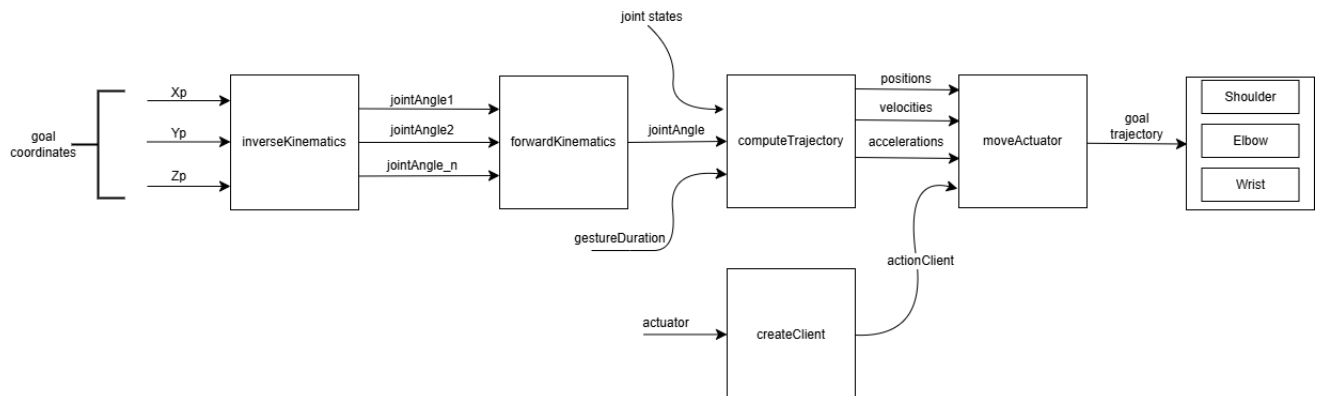 joint states
goal
coordinates
Xp
Yp
Zp
inverseKinematics
jointAngle1
jointAngle2
jointAngle_n
forwardKinematics
jointAngle
gestureDuration
computeTrajectory
positions
velocities
accelerations
moveActuator
goal
trajectory
Shoulder
Elbow
Wrist
actionClient
actuator
createClient